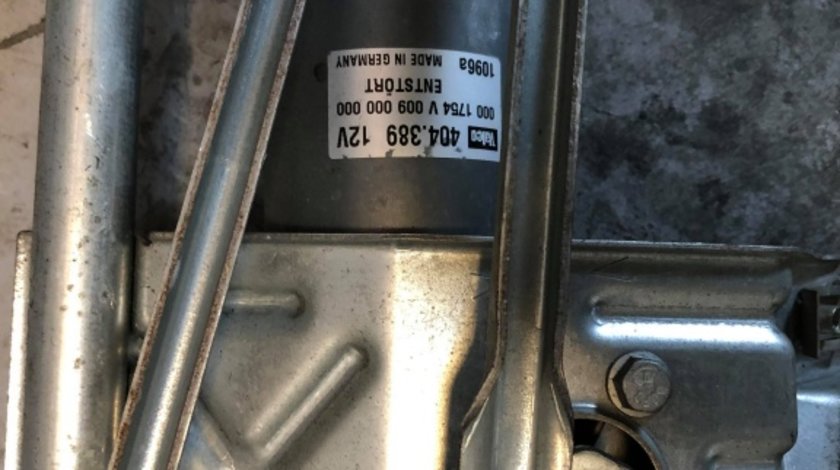 Valeo 404.389 12V
000 1754 V 009 000 000
ENTSTÖRT
1096a MADE IN GERMANY